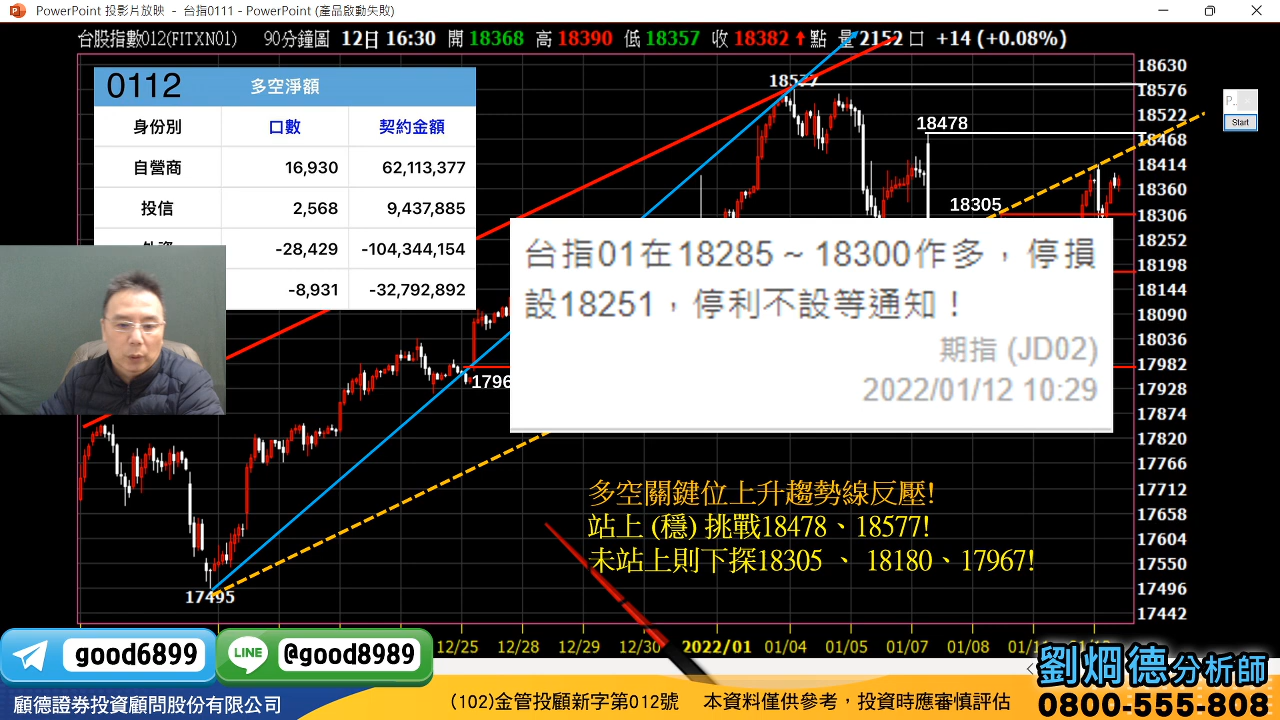 PowerPoint 投影片放映 - 台指0111 - PowerPoint (產品啟動失敗)
台股指數012(FITXN01) 90分鐘圖 12日 16:30 開 18368 高 18390 低 18357 收 18382 點 量 2152 口 +14 (+0.08%)
0112 多空淨額
身份別 口數 契約金額
自營商 16,930 62,113,377
投信 2,568 9,437,885
-28,429 -104,344,154
-8,931 -32,792,892
18577
18478
18305
台指01在18285～18300作多，停損
設18251，停利不設等通知！
期指 (JD02)
2022/01/12 10:29
17495
多空關鍵位上升趨勢線反壓!
站上 (穩) 挑戰18478、18577!
未站上則下探18305 、 18180、17967!
18630
18576
18522
18468
18414
18360
18306
18252
18198
18144
18090
18036
17982
17928
17874
17820
17766
17712
17658
17604
17550
17496
17442
Start
12/25 12/28 12/29 12/30 2022/01 01/04 01/05 01/07 01/08
good6899
LINE @good8989
劉烱德分析師
0800-555-808
顧德證券投資顧問股份有限公司
(102)金管投顧新字第012號 本資料僅供參考，投資時應審慎評估